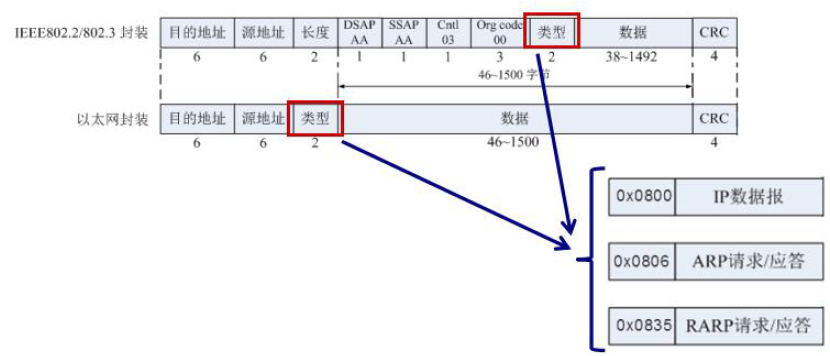 IEEE802.2/802.3 封装 目的地址 源地址 长度 DSAP AA SSAP AA Cntl 03 Org code 00 类型 数据 CRC
6 6 2 1 1 1 3 2 38~1492 4
46~1500 字节
以太网封装 目的地址 源地址 类型 数据 CRC
6 6 2 46~1500 4
0x0800 IP数据报
0x0806 ARP请求/应答
0x0835 RARP请求/应答